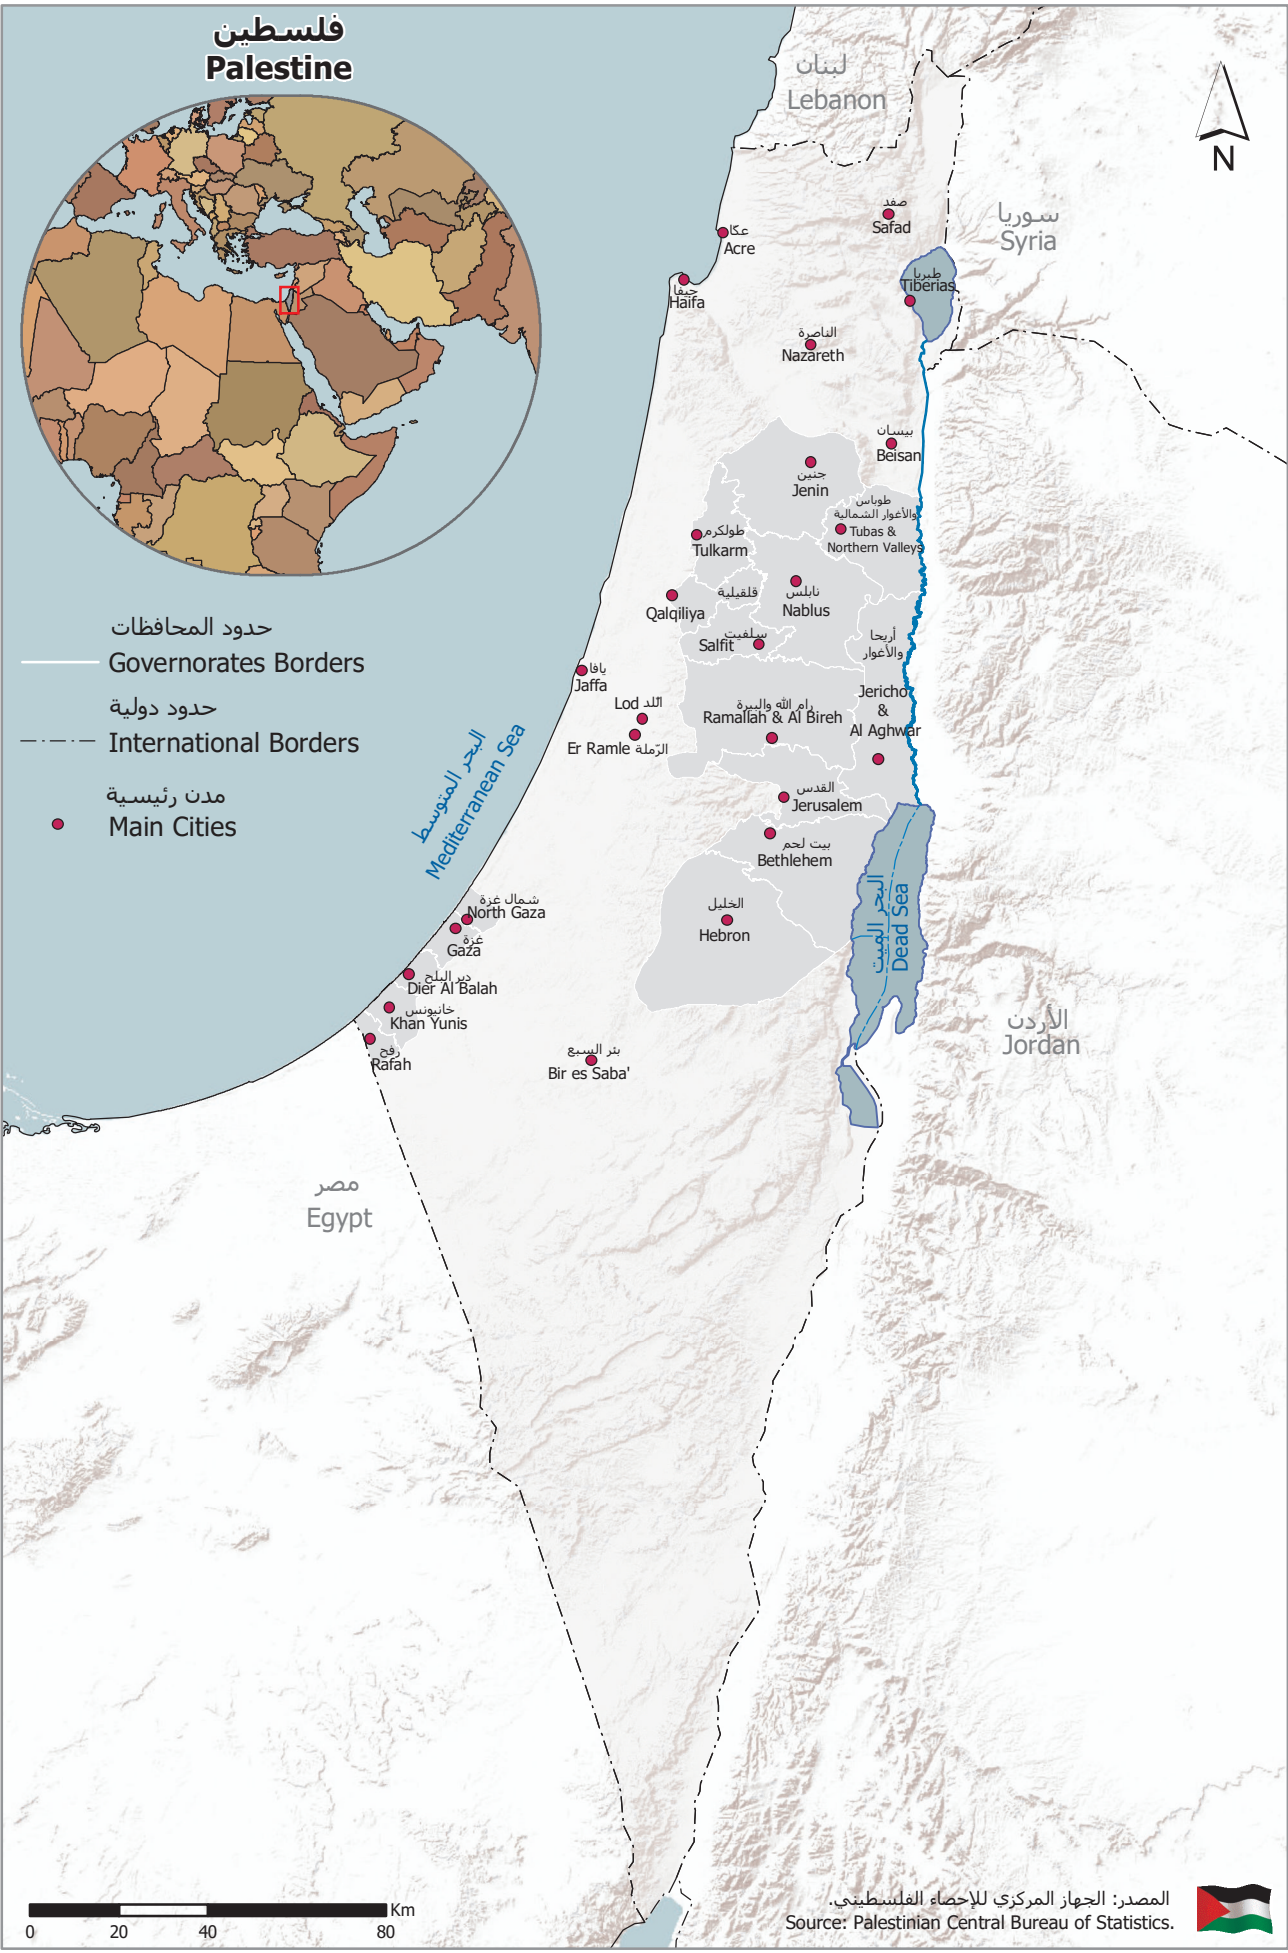 فلسطين
Palestine
لبنان
Lebanon
N
صفد
Safad
سوريا
Syria
عكا
Acre
طبريا
Tiberias
حيفا
Haifa
الناصرة
Nazareth
بيسان
Beisan
جنين
Jenin
طوباس
والأغوار الشمالية
Tubas &
Northern Valleys
طولكرم
Tulkarm
قلقيلية
Qalqiliya
نابلس
Nablus
سلفيت
Salfit
أريحا
والأغوار
Jericho
&
Al Aghwar
حدود المحافظات
Governorates Borders
حدود دولية
International Borders
مدن رئيسية
Main Cities
يافا
Jaffa
Lod اللد
Er Ramle الرملة
رام الله والبيرة
Ramallah & Al Bireh
القدس
Jerusalem
بيت لحم
Bethlehem
البحر المتوسط
Mediterranean Sea
البحر الميت
Dead Sea
الخليل
Hebron
شمال غزة
North Gaza
غزة
Gaza
دير البلح
Dier Al Balah
خانيونس
Khan Yunis
رفح
Rafah
بئر السبع
Bir es Saba'
الأردن
Jordan
مصر
Egypt
Km
0 20 40 80
المصدر: الجهاز المركزي للإحصاء الفلسطيني.
Source: Palestinian Central Bureau of Statistics.